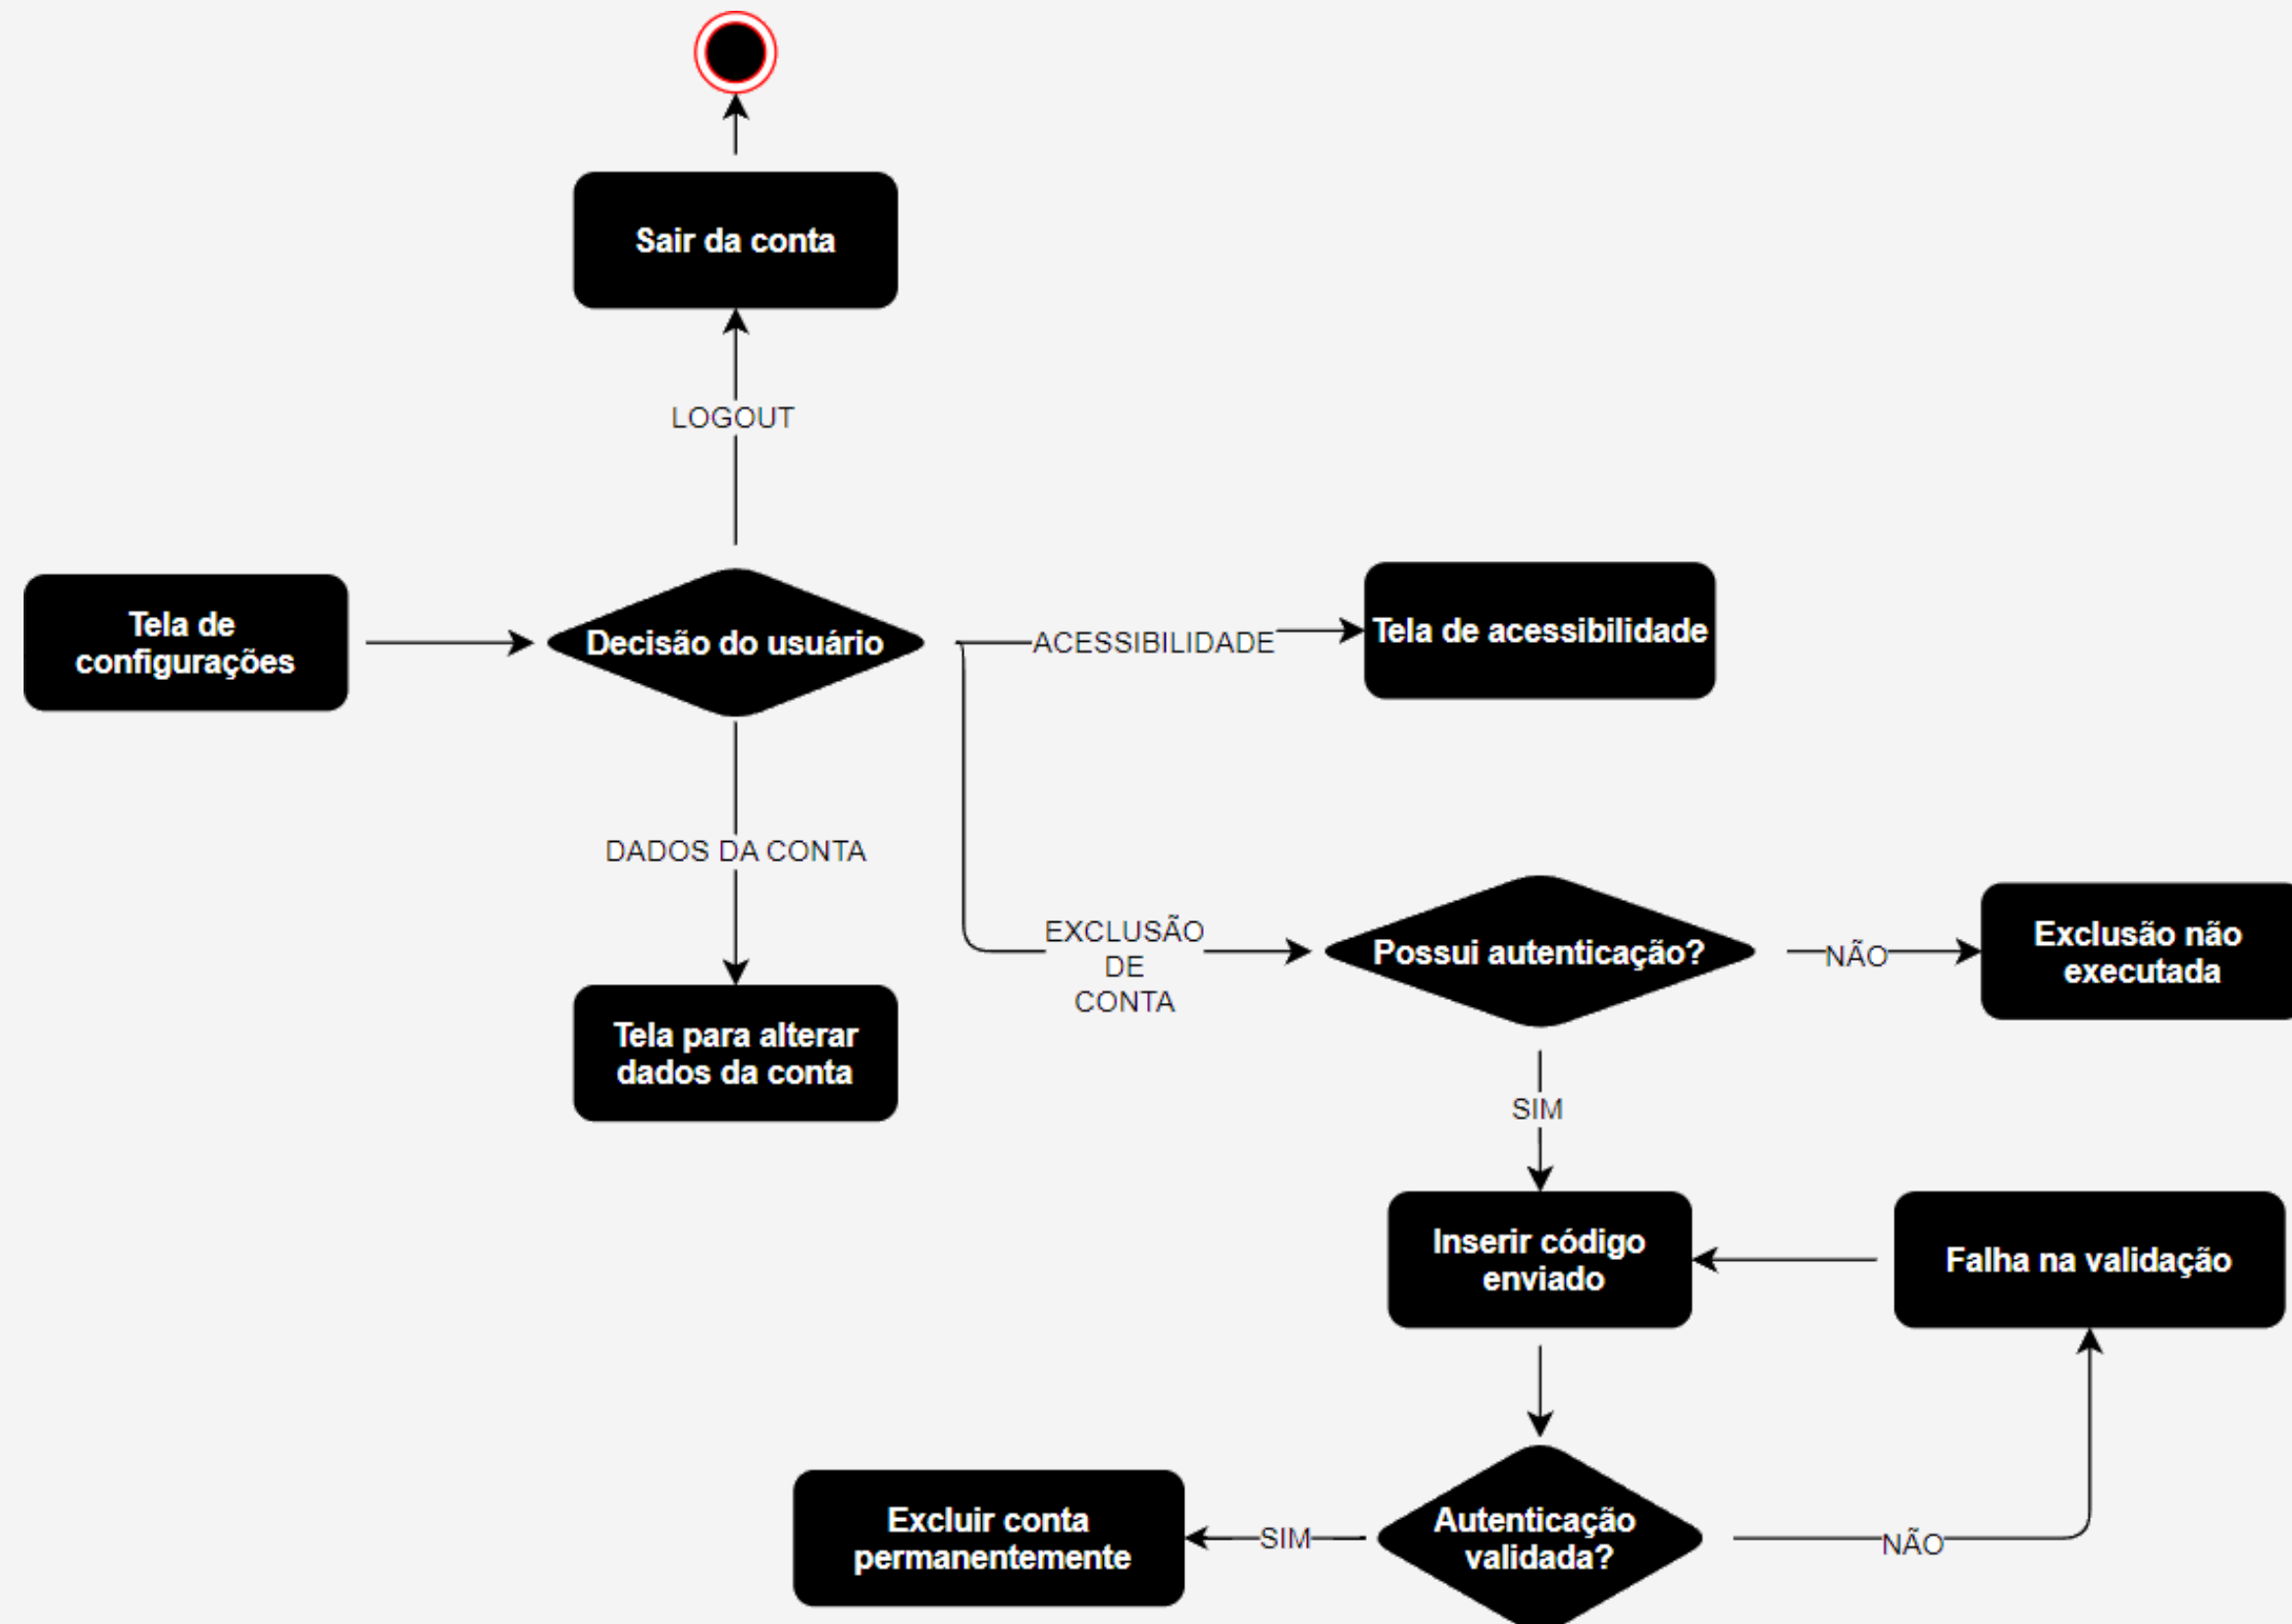 Sair da conta
LOGOUT
Tela de
configurações
Decisão do usuário
ACESSIBILIDADE
Tela de acessibilidade
DADOS DA CONTA
Tela para alterar
dados da conta
EXCLUSÃO
DE
CONTA
Possui autenticação?
NÃO
Exclusão não
executada
SIM
Inserir código
enviado
Falha na validação
Autenticação
validada?
NÃO
SIM
Excluir conta
permanentemente